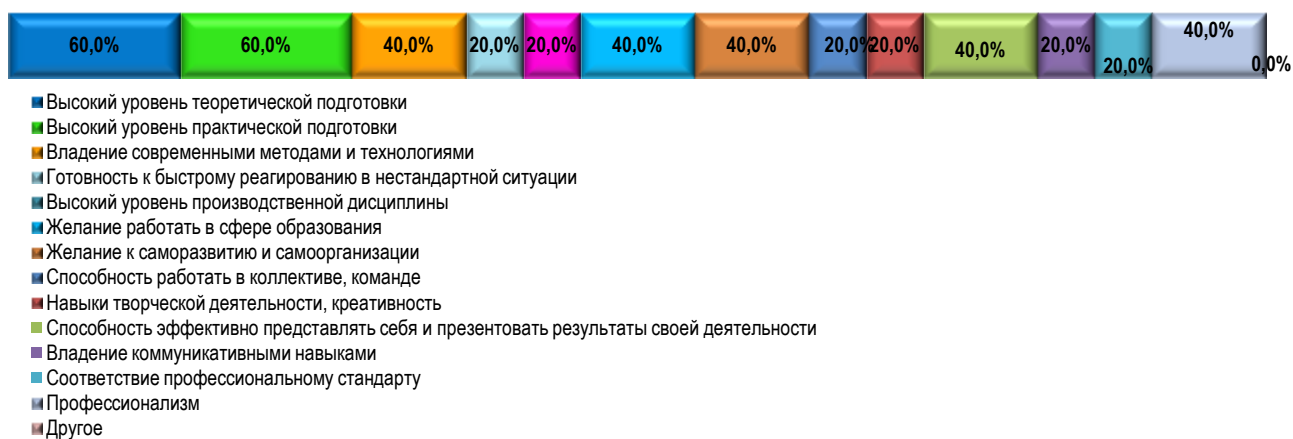 60,0% 60,0% 40,0% 20,0% 20,0% 40,0% 40,0% 20,0% 20,0% 40,0% 20,0% 20,0% 40,0% 0,0%
Высокий уровень теоретической подготовки
Высокий уровень практической подготовки
Владение современными методами и технологиями
Готовность к быстрому реагированию в нестандартной ситуации
Высокий уровень производственной дисциплины
Желание работать в сфере образования
Желание к саморазвитию и самоорганизации
Способность работать в коллективе, команде
Навыки творческой деятельности, креативность
Способность эффективно представлять себя и презентовать результаты своей деятельности
Владение коммуникативными навыками
Соответствие профессиональному стандарту
Профессионализм
Другое